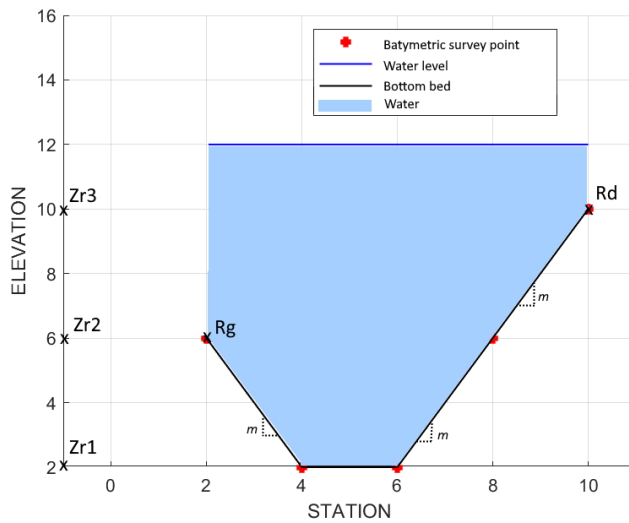 16
14
12
10
8
6
4
2
ELEVATION
Zr3
Zr2
Zr1
Batymetric survey point
Water level
Bottom bed
Water
Rd
Rg
m
m
m
0 2 4 6 8 10
STATION